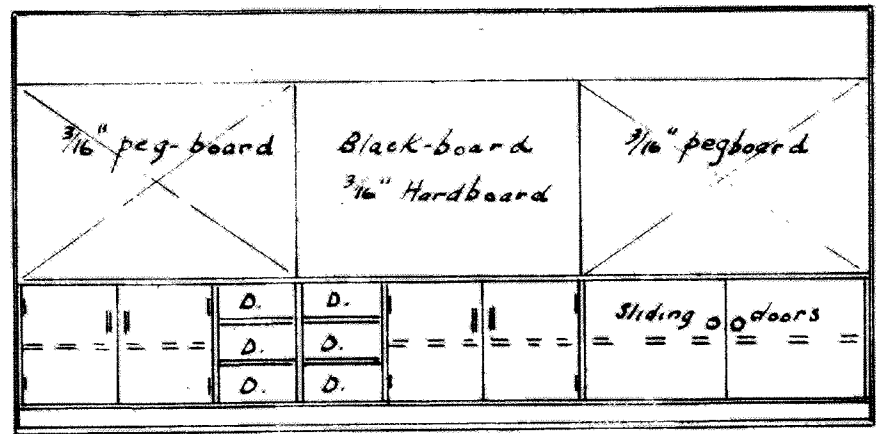 3/16" peg-board
Black-board
3/16" Hardboard
3/16" pegboard
D. D.
Sliding doors
D. D.
D. D.